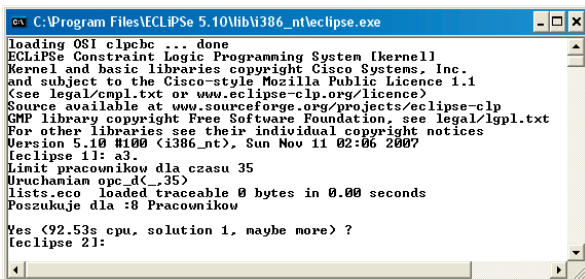 C:\Program Files\ECLiPSe 5.10\lib\i386_nt\eclipse.exe
loading OSI clpcbc ... done
ECLiPSe Constraint Logic Programming System [kernel]
Kernel and basic libraries copyright Cisco Systems, Inc.
and subject to the Cisco-style Mozilla Public Licence 1.1
(see legal/cmpl.txt or www.eclipse-clp.org/licence)
Source available at www.sourceforge.org/projects/eclipse-clp
GMP library copyright Free Software Foundation, see legal/lgpl.txt
For other libraries see their individual copyright notices
Version 5.10 #100 (i386_nt), Sun Nov 11 02:06 2007
[eclipse 1]: a3.
Limit pracownikow dla czasu 35
Uruchamiam opc_d(_,35)
lists.eco  loaded traceable 0 bytes in 0.00 seconds
Poszukuje dla :8 Pracownikow
Yes (92.53s cpu, solution 1, maybe more) ?
[eclipse 2]: